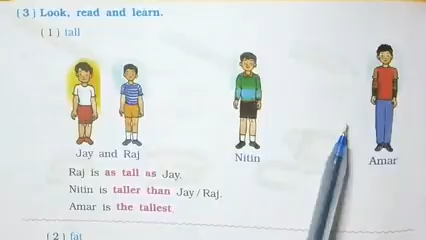 (3) Look, read and learn.
(1) tall
Jay and Raj
Nitin
Amar
Raj is as tall as Jay.
Nitin is taller than Jay / Raj.
Amar is the tallest.
(2) fat